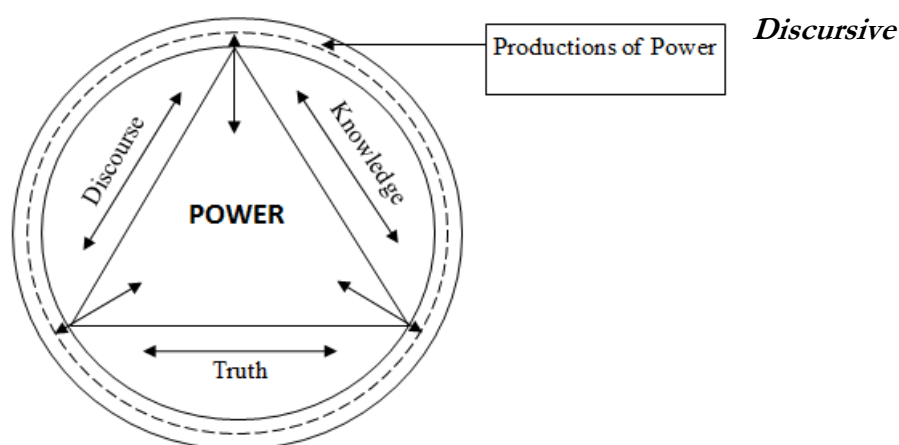 Discursive
Productions of Power
Discourse
Knowledge
POWER
Truth